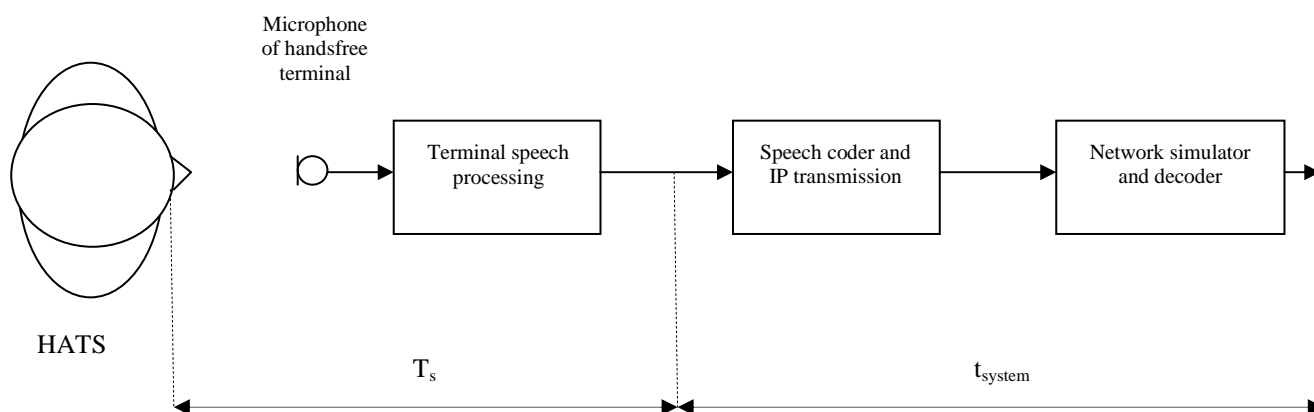 Microphone
of handsfree
terminal
Terminal speech
processing
Speech coder and
IP transmission
Network simulator
and decoder
HATS
Ts
tsystem